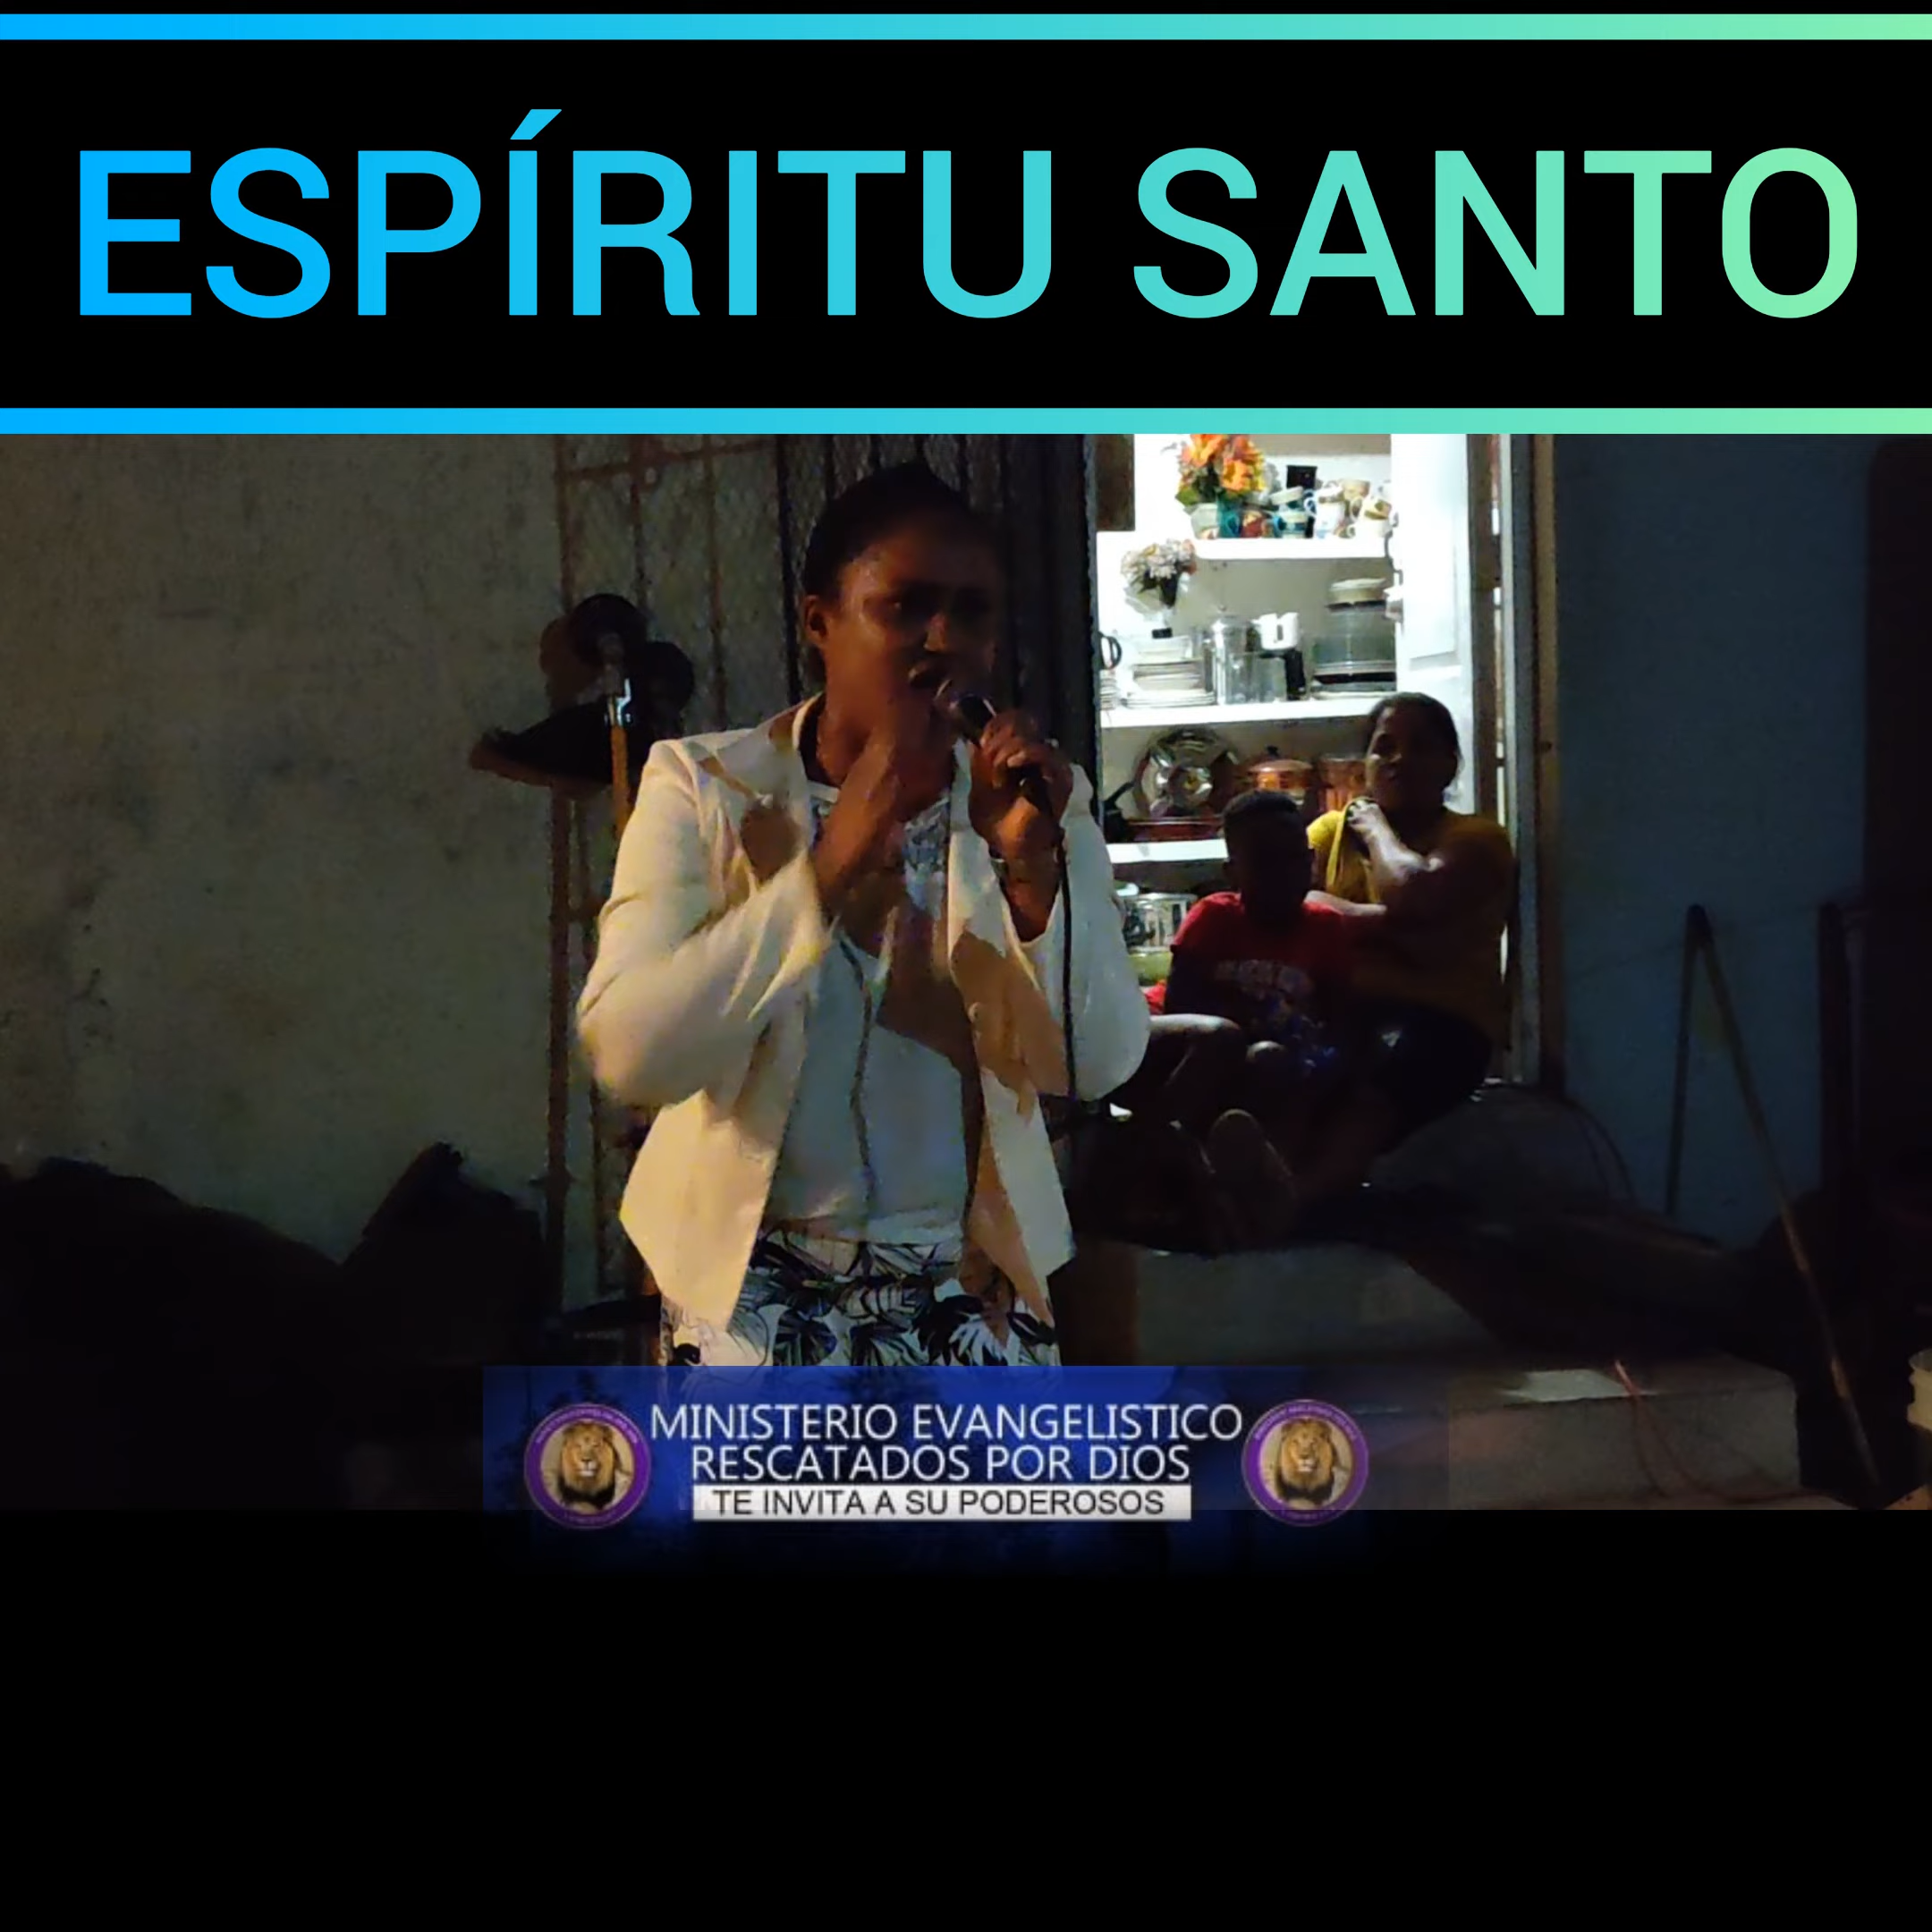 ESPÍRITU SANTO
MINISTERIO EVANGELISTICO
RESCATADOS POR DIOS
TE INVITA A SU PODEROSOS